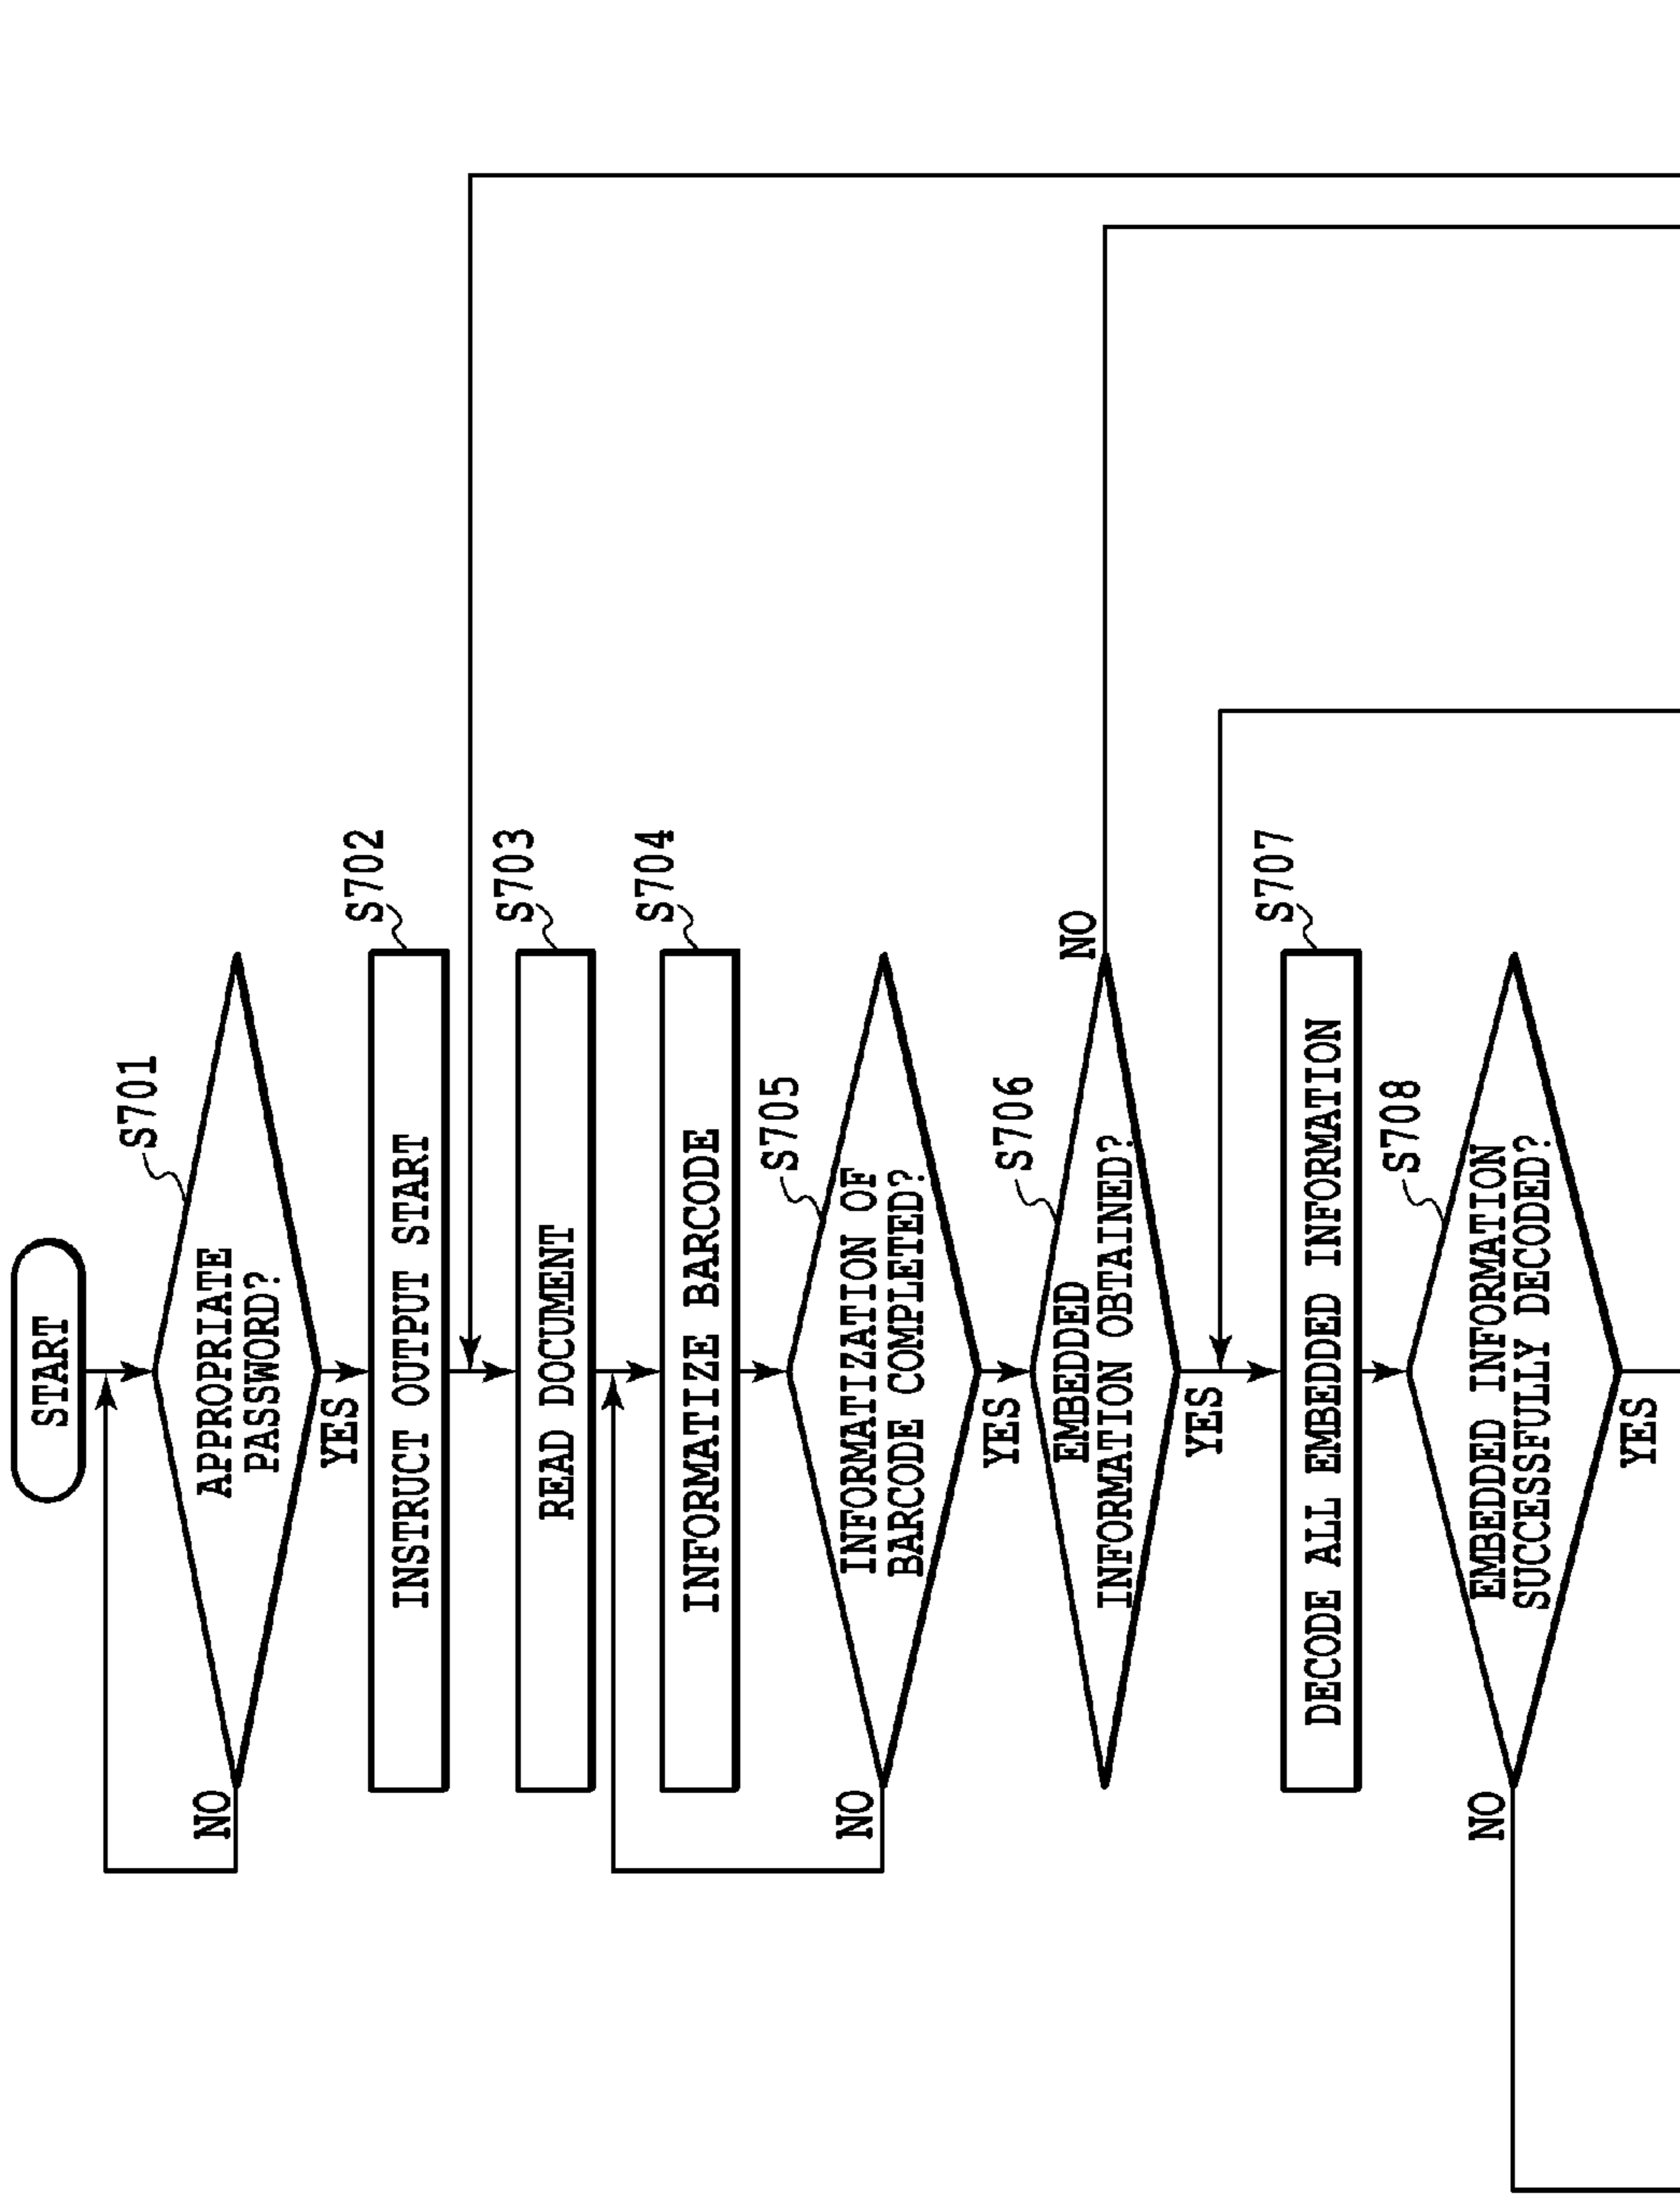 START
S701
APPROPRIATE
PASSWORD?
NO
YES
S702
INSTRUCT OUTPUT START
S703
READ DOCUMENT
S704
INFORMATIZE BARCODE
S705
INFORMATIZATION OF
BARCODE COMPLETED?
NO
YES
S706
EMBEDDED
INFORMATION OBTAINED?
NO
YES
S707
DECODE ALL EMBEDDED INFORMATION
S708
EMBEDDED INFORMATION
SUCCESSFULLY DECODED?
NO
YES